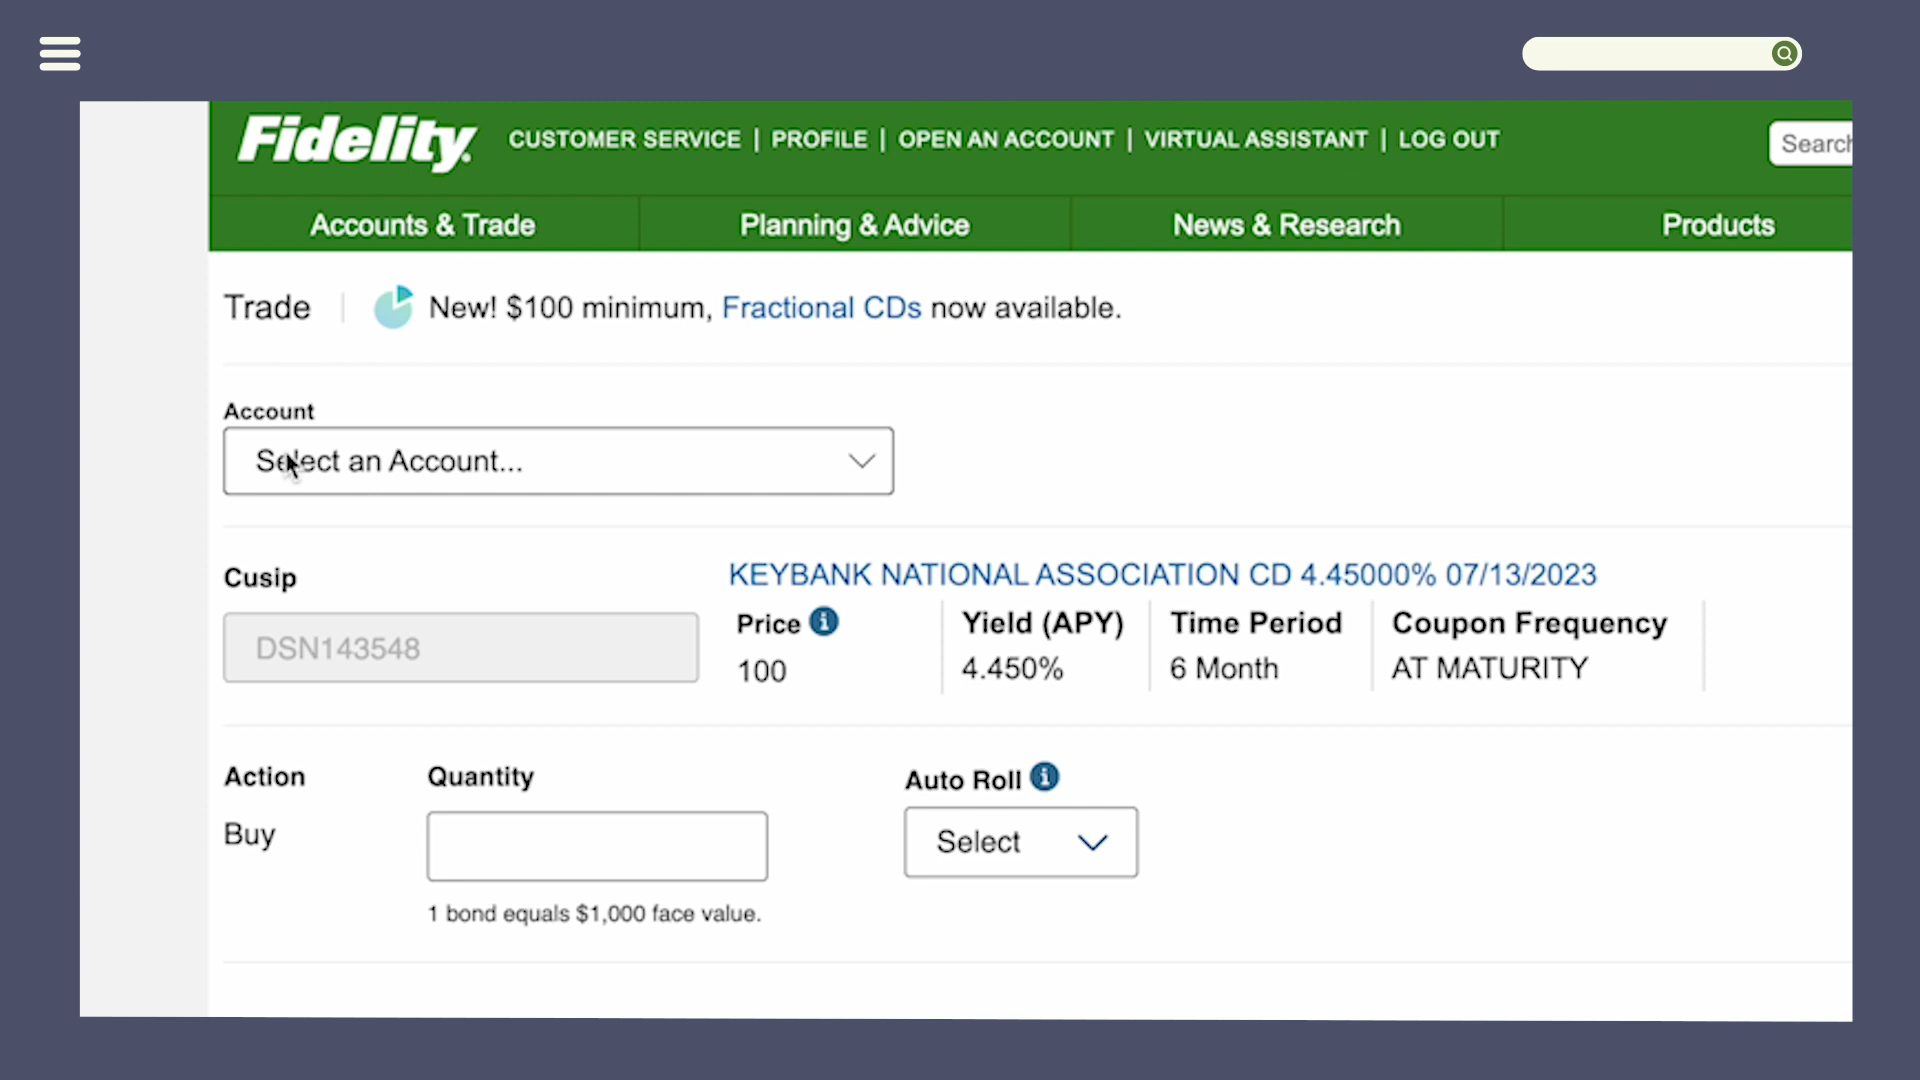 Fidelity
CUSTOMER SERVICE | PROFILE | OPEN AN ACCOUNT | VIRTUAL ASSISTANT | LOG OUT
Search
Accounts & Trade
Planning & Advice
News & Research
Products
Trade
New! $100 minimum, Fractional CDs now available.
Account
Select an Account...
Cusip
DSN143548
KEYBANK NATIONAL ASSOCIATION CD 4.45000% 07/13/2023
Price
Yield (APY)
Time Period
Coupon Frequency
100
4.450%
6 Month
AT MATURITY
Action
Quantity
Auto Roll
Buy
Select
1 bond equals $1,000 face value.